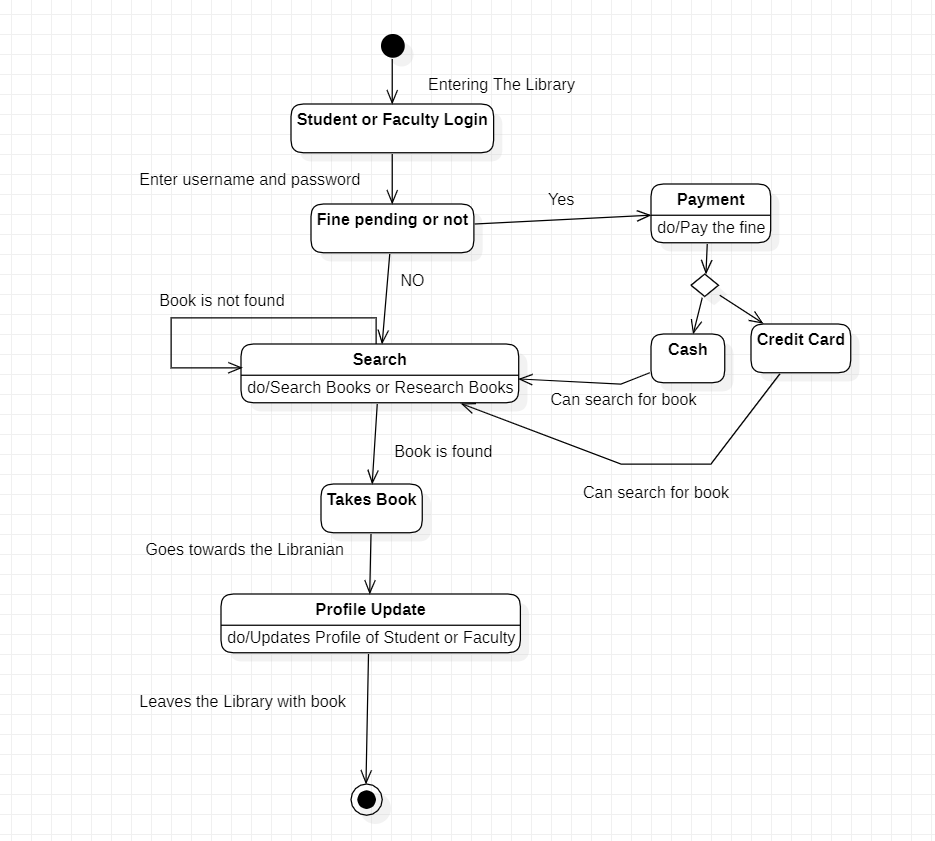 Entering The Library
Student or Faculty Login
Enter username and password
Fine pending or not
Yes
Payment
do/Pay the fine
NO
Book is not found
Search
do/Search Books or Research Books
Cash
Credit Card
Can search for book
Book is found
Can search for book
Takes Book
Goes towards the Libranian
Profile Update
do/Updates Profile of Student or Faculty
Leaves the Library with book